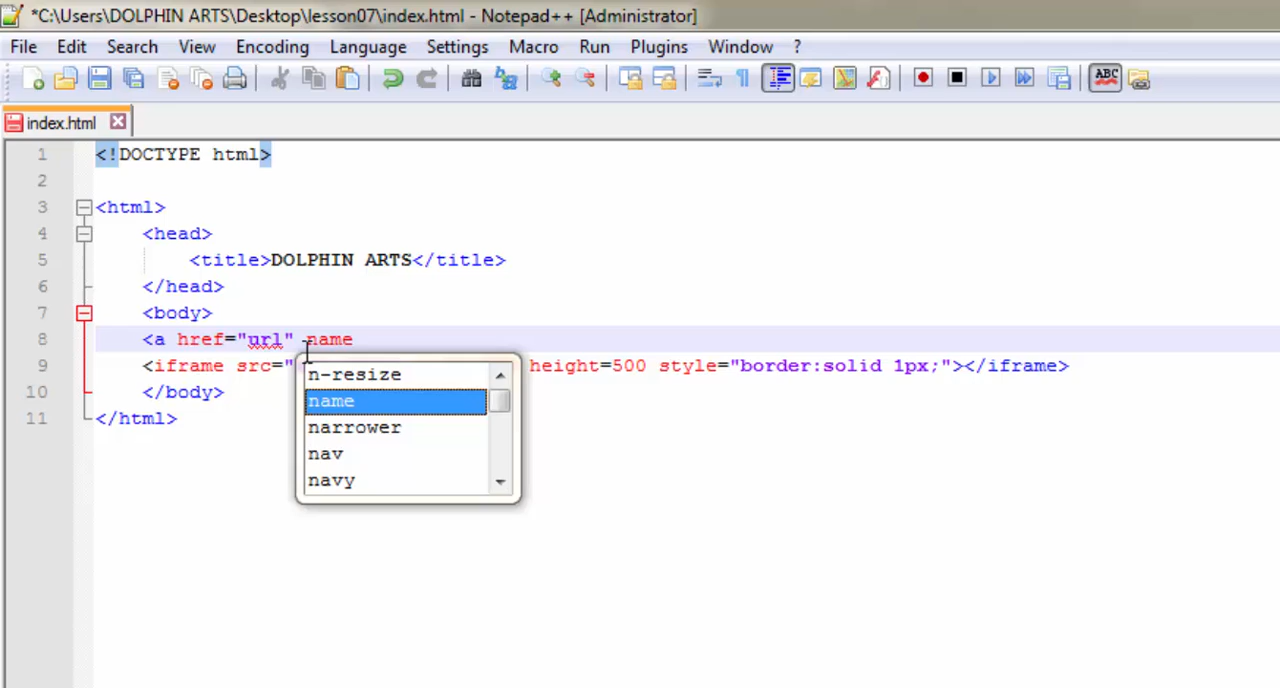 *C:\Users\DOLPHIN ARTS\Desktop\lesson07\index.html - Notepad++ [Administrator]
File Edit Search View Encoding Language Settings Macro Run Plugins Window ?
ABC
index.html
1 <!DOCTYPE html>
2
3 <html>
4 <head>
5 <title>DOLPHIN ARTS</title>
6 </head>
7 <body>
8 <a href="url" name
9 <iframe src=" height=500 style="border:solid 1px;"></iframe>
10 </body>
11 </html>
n-resize
name
narrower
nav
navy